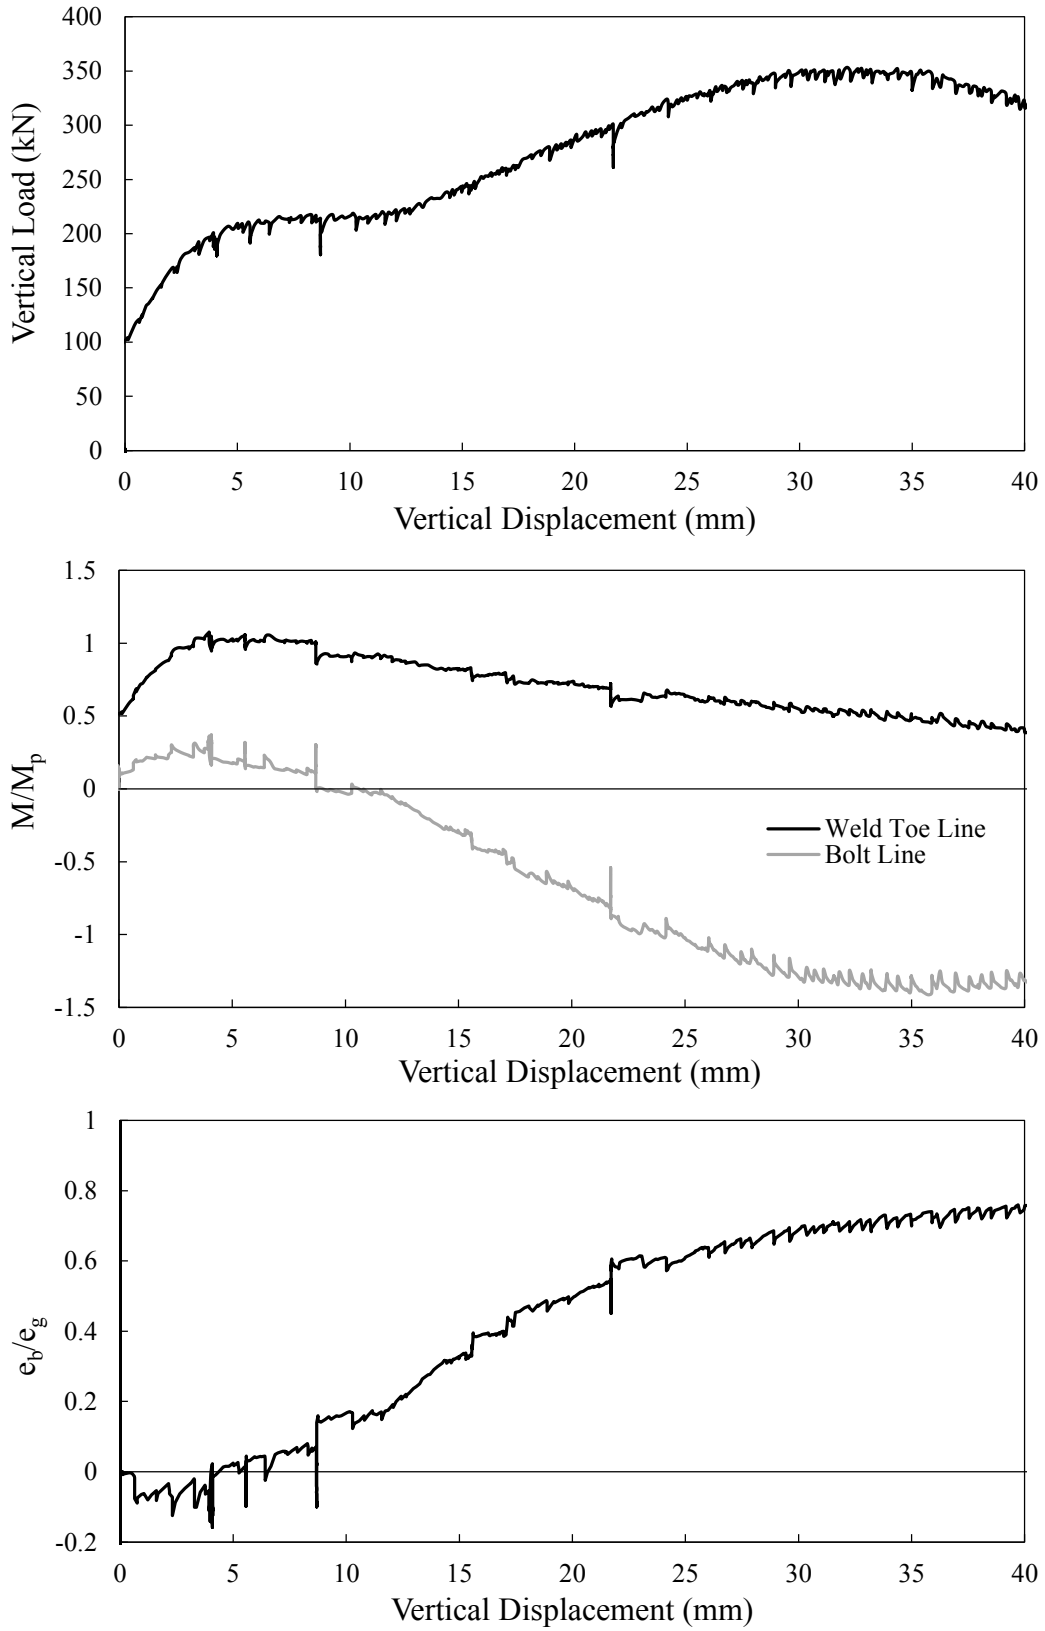 400
350
300
250
200
150
100
50
0
Vertical Load (kN)
0 5 10 15 20 25 30 35 40
Vertical Displacement (mm)
1.5
1
0.5
0
-0.5
-1
-1.5
M/Mp
Weld Toe Line
Bolt Line
0 5 10 15 20 25 30 35 40
Vertical Displacement (mm)
1
0.8
0.6
0.4
0.2
0
-0.2
eb/eg
0 5 10 15 20 25 30 35 40
Vertical Displacement (mm)